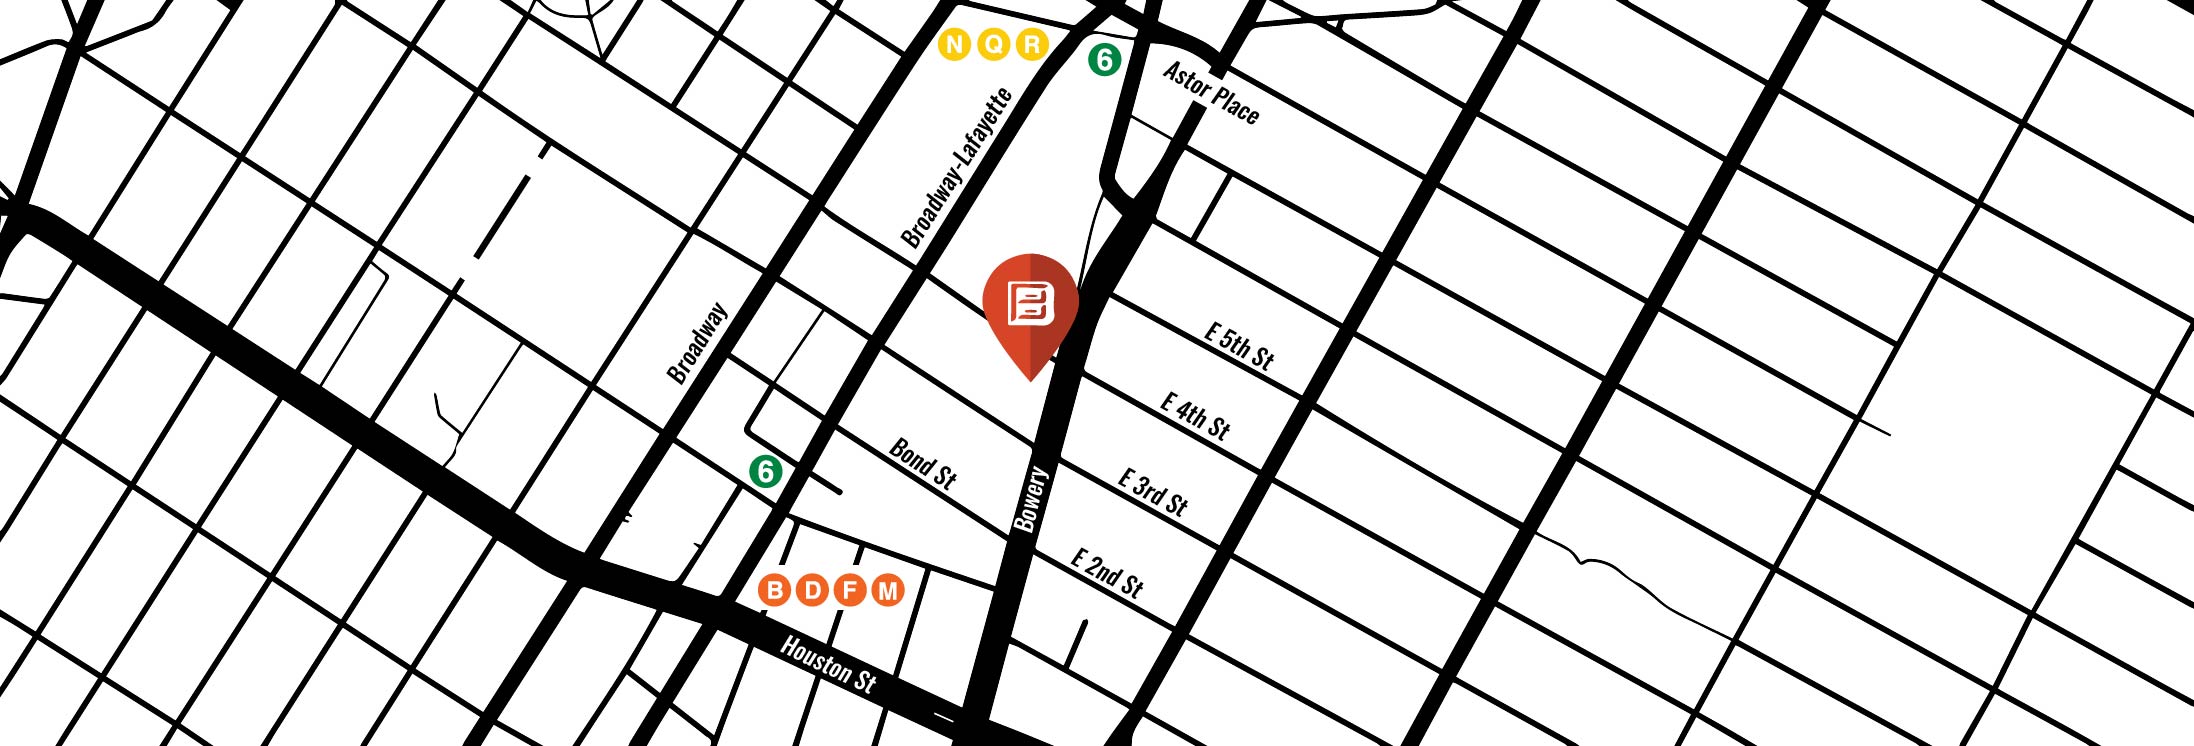 N Q R
6
Astor Place
Broadway-Lafayette
B
Broadway
E 5th St
E 4th St
Bond St
6
E 3rd St
Bowery
E 2nd St
B D F M
Houston St